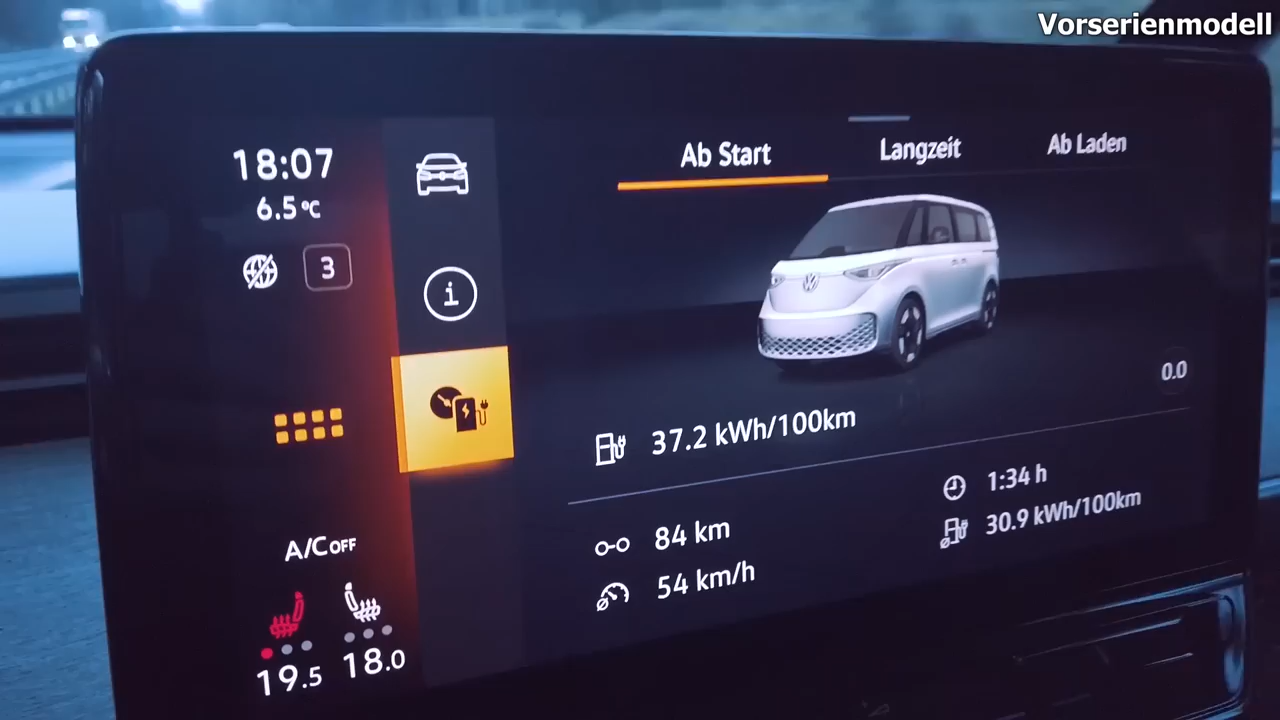 Vorserienmodell
18:07
6.5°C
3
A/C OFF
19.5 18.0
Ab Start Langzeit Ab Laden
0.0
37.2 kWh/100km
84 km
54 km/h
1:34 h
30.9 kWh/100km